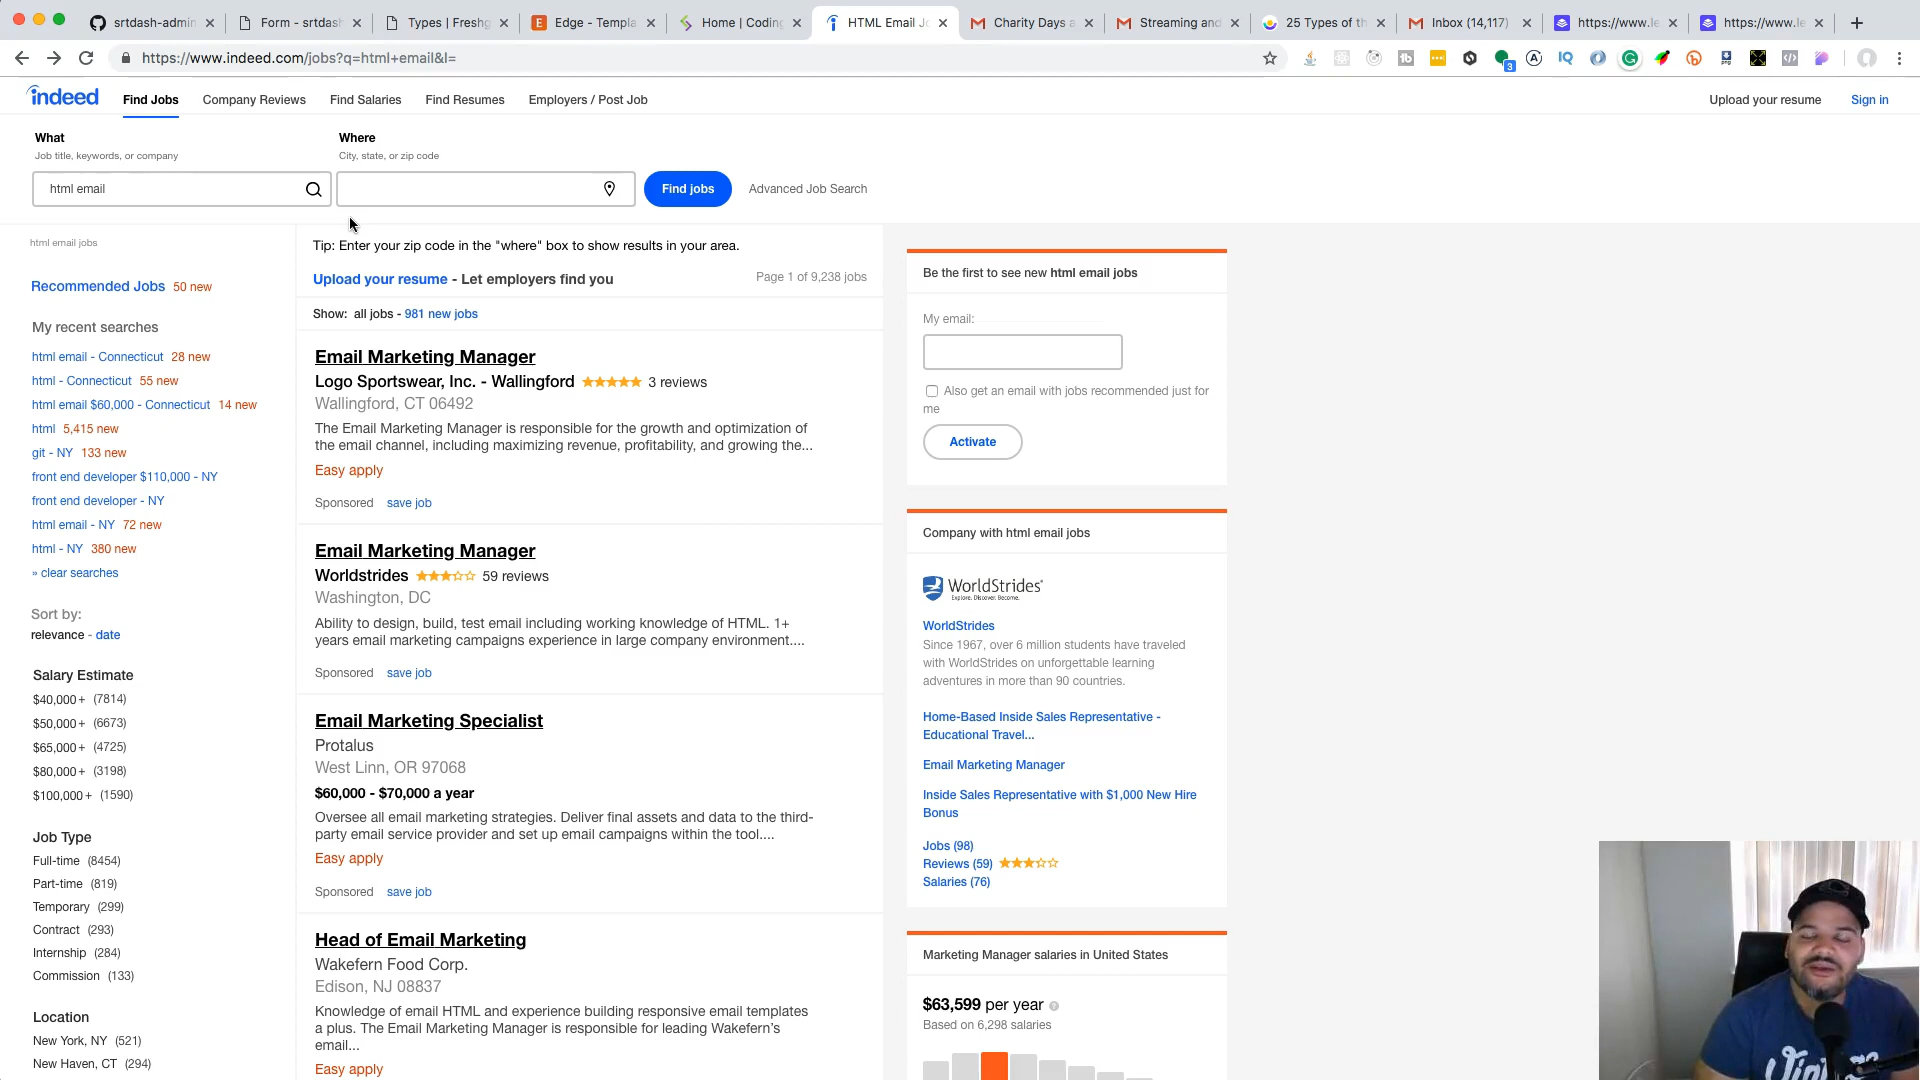 srtdash-admin
Form - srtdash
Types | Freshg
Edge - Templa
Home | Coding
HTML Email Jo
Charity Days a
Streaming and
25 Types of th
Inbox (14,117)
https://www.le
https://www.le
https://www.indeed.com/jobs?q=html+email&l=
indeed
Find Jobs
Company Reviews
Find Salaries
Find Resumes
Employers / Post Job
Upload your resume
Sign in
What
Job title, keywords, or company
html email
Where
City, state, or zip code
Find jobs
Advanced Job Search
html email jobs
Recommended Jobs 50 new
My recent searches
html email - Connecticut 28 new
html - Connecticut 55 new
html email $60,000 - Connecticut 14 new
html 5,415 new
git - NY 133 new
front end developer $110,000 - NY
front end developer - NY
html email - NY 72 new
html - NY 380 new
» clear searches
Sort by:
relevance - date
Salary Estimate
$40,000+ (7814)
$50,000+ (6673)
$65,000+ (4725)
$80,000+ (3198)
$100,000+ (1590)
Job Type
Full-time (8454)
Part-time (819)
Temporary (299)
Contract (293)
Internship (284)
Commission (133)
Location
New York, NY (521)
New Haven, CT (294)
Tip: Enter your zip code in the "where" box to show results in your area.
Upload your resume - Let employers find you
Page 1 of 9,238 jobs
Show: all jobs - 981 new jobs
Email Marketing Manager
Logo Sportswear, Inc. - Wallingford 3 reviews
Wallingford, CT 06492
The Email Marketing Manager is responsible for the growth and optimization of
the email channel, including maximizing revenue, profitability, and growing the...
Easy apply
Sponsored save job
Email Marketing Manager
Worldstrides 59 reviews
Washington, DC
Ability to design, build, test email including working knowledge of HTML. 1+
years email marketing campaigns experience in large company environment....
Sponsored save job
Email Marketing Specialist
Protalus
West Linn, OR 97068
$60,000 - $70,000 a year
Oversee all email marketing strategies. Deliver final assets and data to the third-
party email service provider and set up email campaigns within the tool....
Easy apply
Sponsored save job
Head of Email Marketing
Wakefern Food Corp.
Edison, NJ 08837
Knowledge of email HTML and experience building responsive email templates
a plus. The Email Marketing Manager is responsible for leading Wakefern's
email...
Easy apply
Be the first to see new html email jobs
My email:
Also get an email with jobs recommended just for
me
Activate
Company with html email jobs
WorldStrides
Explore. Discover. Become.
WorldStrides
Since 1967, over 6 million students have traveled
with WorldStrides on unforgettable learning
adventures in more than 90 countries.
Home-Based Inside Sales Representative -
Educational Travel...
Email Marketing Manager
Inside Sales Representative with $1,000 New Hire
Bonus
Jobs (98)
Reviews (59)
Salaries (76)
Marketing Manager salaries in United States
$63,599 per year
Based on 6,298 salaries